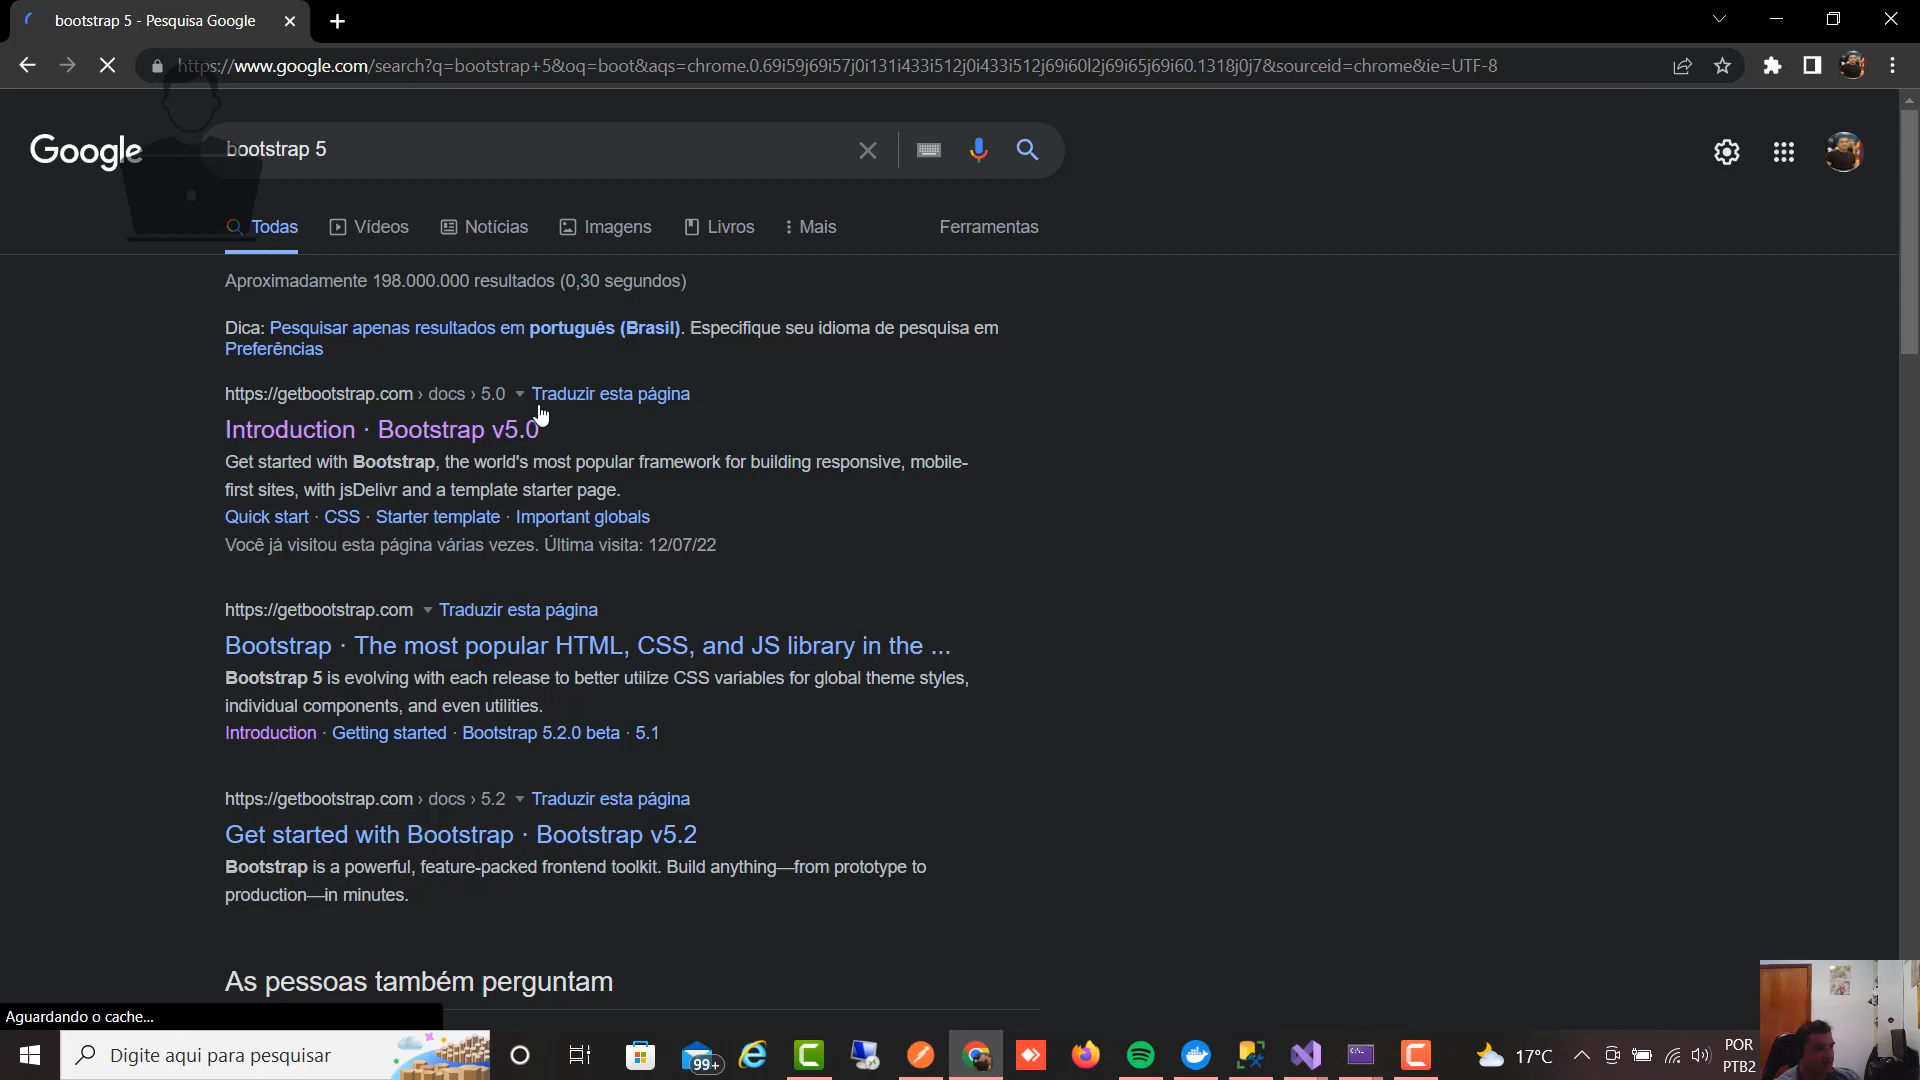 bootstrap 5 - Pesquisa Google
https://www.google.com/search?q=bootstrap+5&oq=boot&aqs=chrome.0.69i59j69i57j0i131i433i512j0i433i512j69i60l2j69i65j69i60.1318j0j7&sourceid=chrome&ie=UTF-8
Google
bootstrap 5
Todas
Vídeos
Notícias
Imagens
Livros
Mais
Ferramentas
Aproximadamente 198.000.000 resultados (0,30 segundos)
Dica: Pesquisar apenas resultados em português (Brasil). Especifique seu idioma de pesquisa em
Preferências
https://getbootstrap.com › docs › 5.0 Traduzir esta página
Introduction · Bootstrap v5.0
Get started with Bootstrap, the world's most popular framework for building responsive, mobile-
first sites, with jsDelivr and a template starter page.
Quick start · CSS · Starter template · Important globals
Você já visitou esta página várias vezes. Última visita: 12/07/22
https://getbootstrap.com Traduzir esta página
Bootstrap · The most popular HTML, CSS, and JS library in the ...
Bootstrap 5 is evolving with each release to better utilize CSS variables for global theme styles,
individual components, and even utilities.
Introduction · Getting started · Bootstrap 5.2.0 beta · 5.1
https://getbootstrap.com › docs › 5.2 Traduzir esta página
Get started with Bootstrap · Bootstrap v5.2
Bootstrap is a powerful, feature-packed frontend toolkit. Build anything—from prototype to
production—in minutes.
As pessoas também perguntam
Aguardando o cache...
Digite aqui para pesquisar
99+
17°C
POR
PTB2